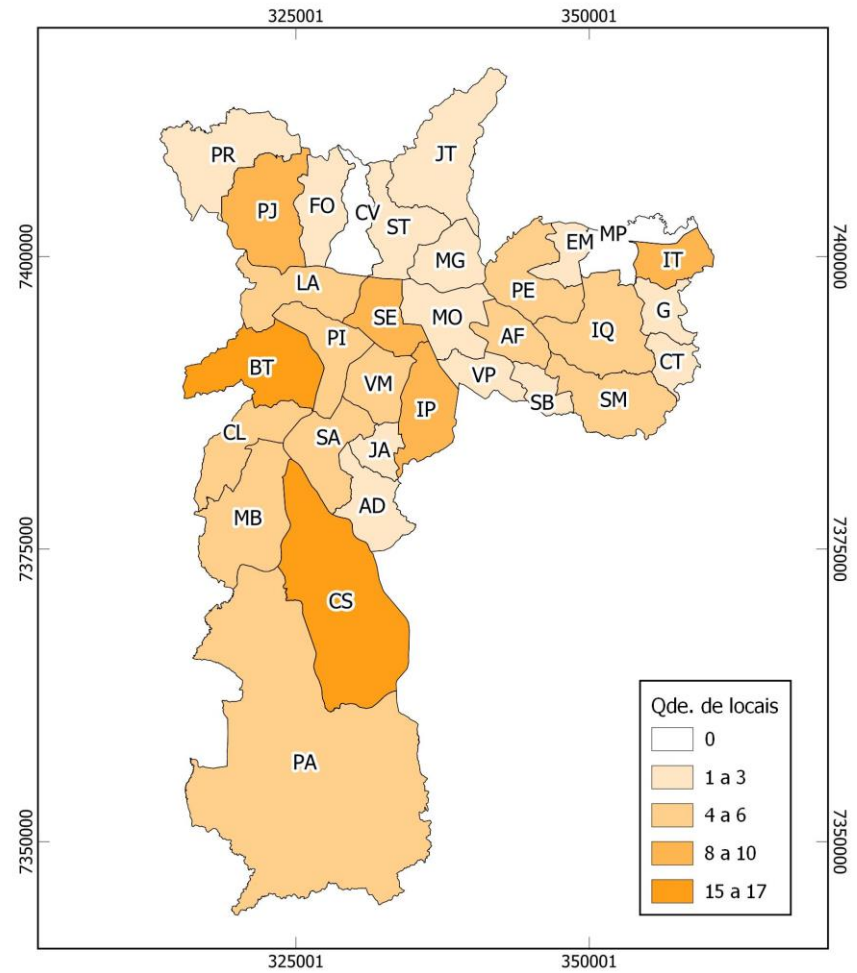 325001
350001
JT
PR
PJ
FO
CV
ST
EM
MP
7400000
7400000
MG
IT
LA
PE
G
SE
MO
AF
IQ
PI
BT
VM
VP
CT
IP
SB
SM
CL
SA
JA
MB
AD
7375000
7375000
CS
Qde. de locais
0
PA
1 a 3
4 a 6
7350000
7350000
8 a 10
15 a 17
325001
350001